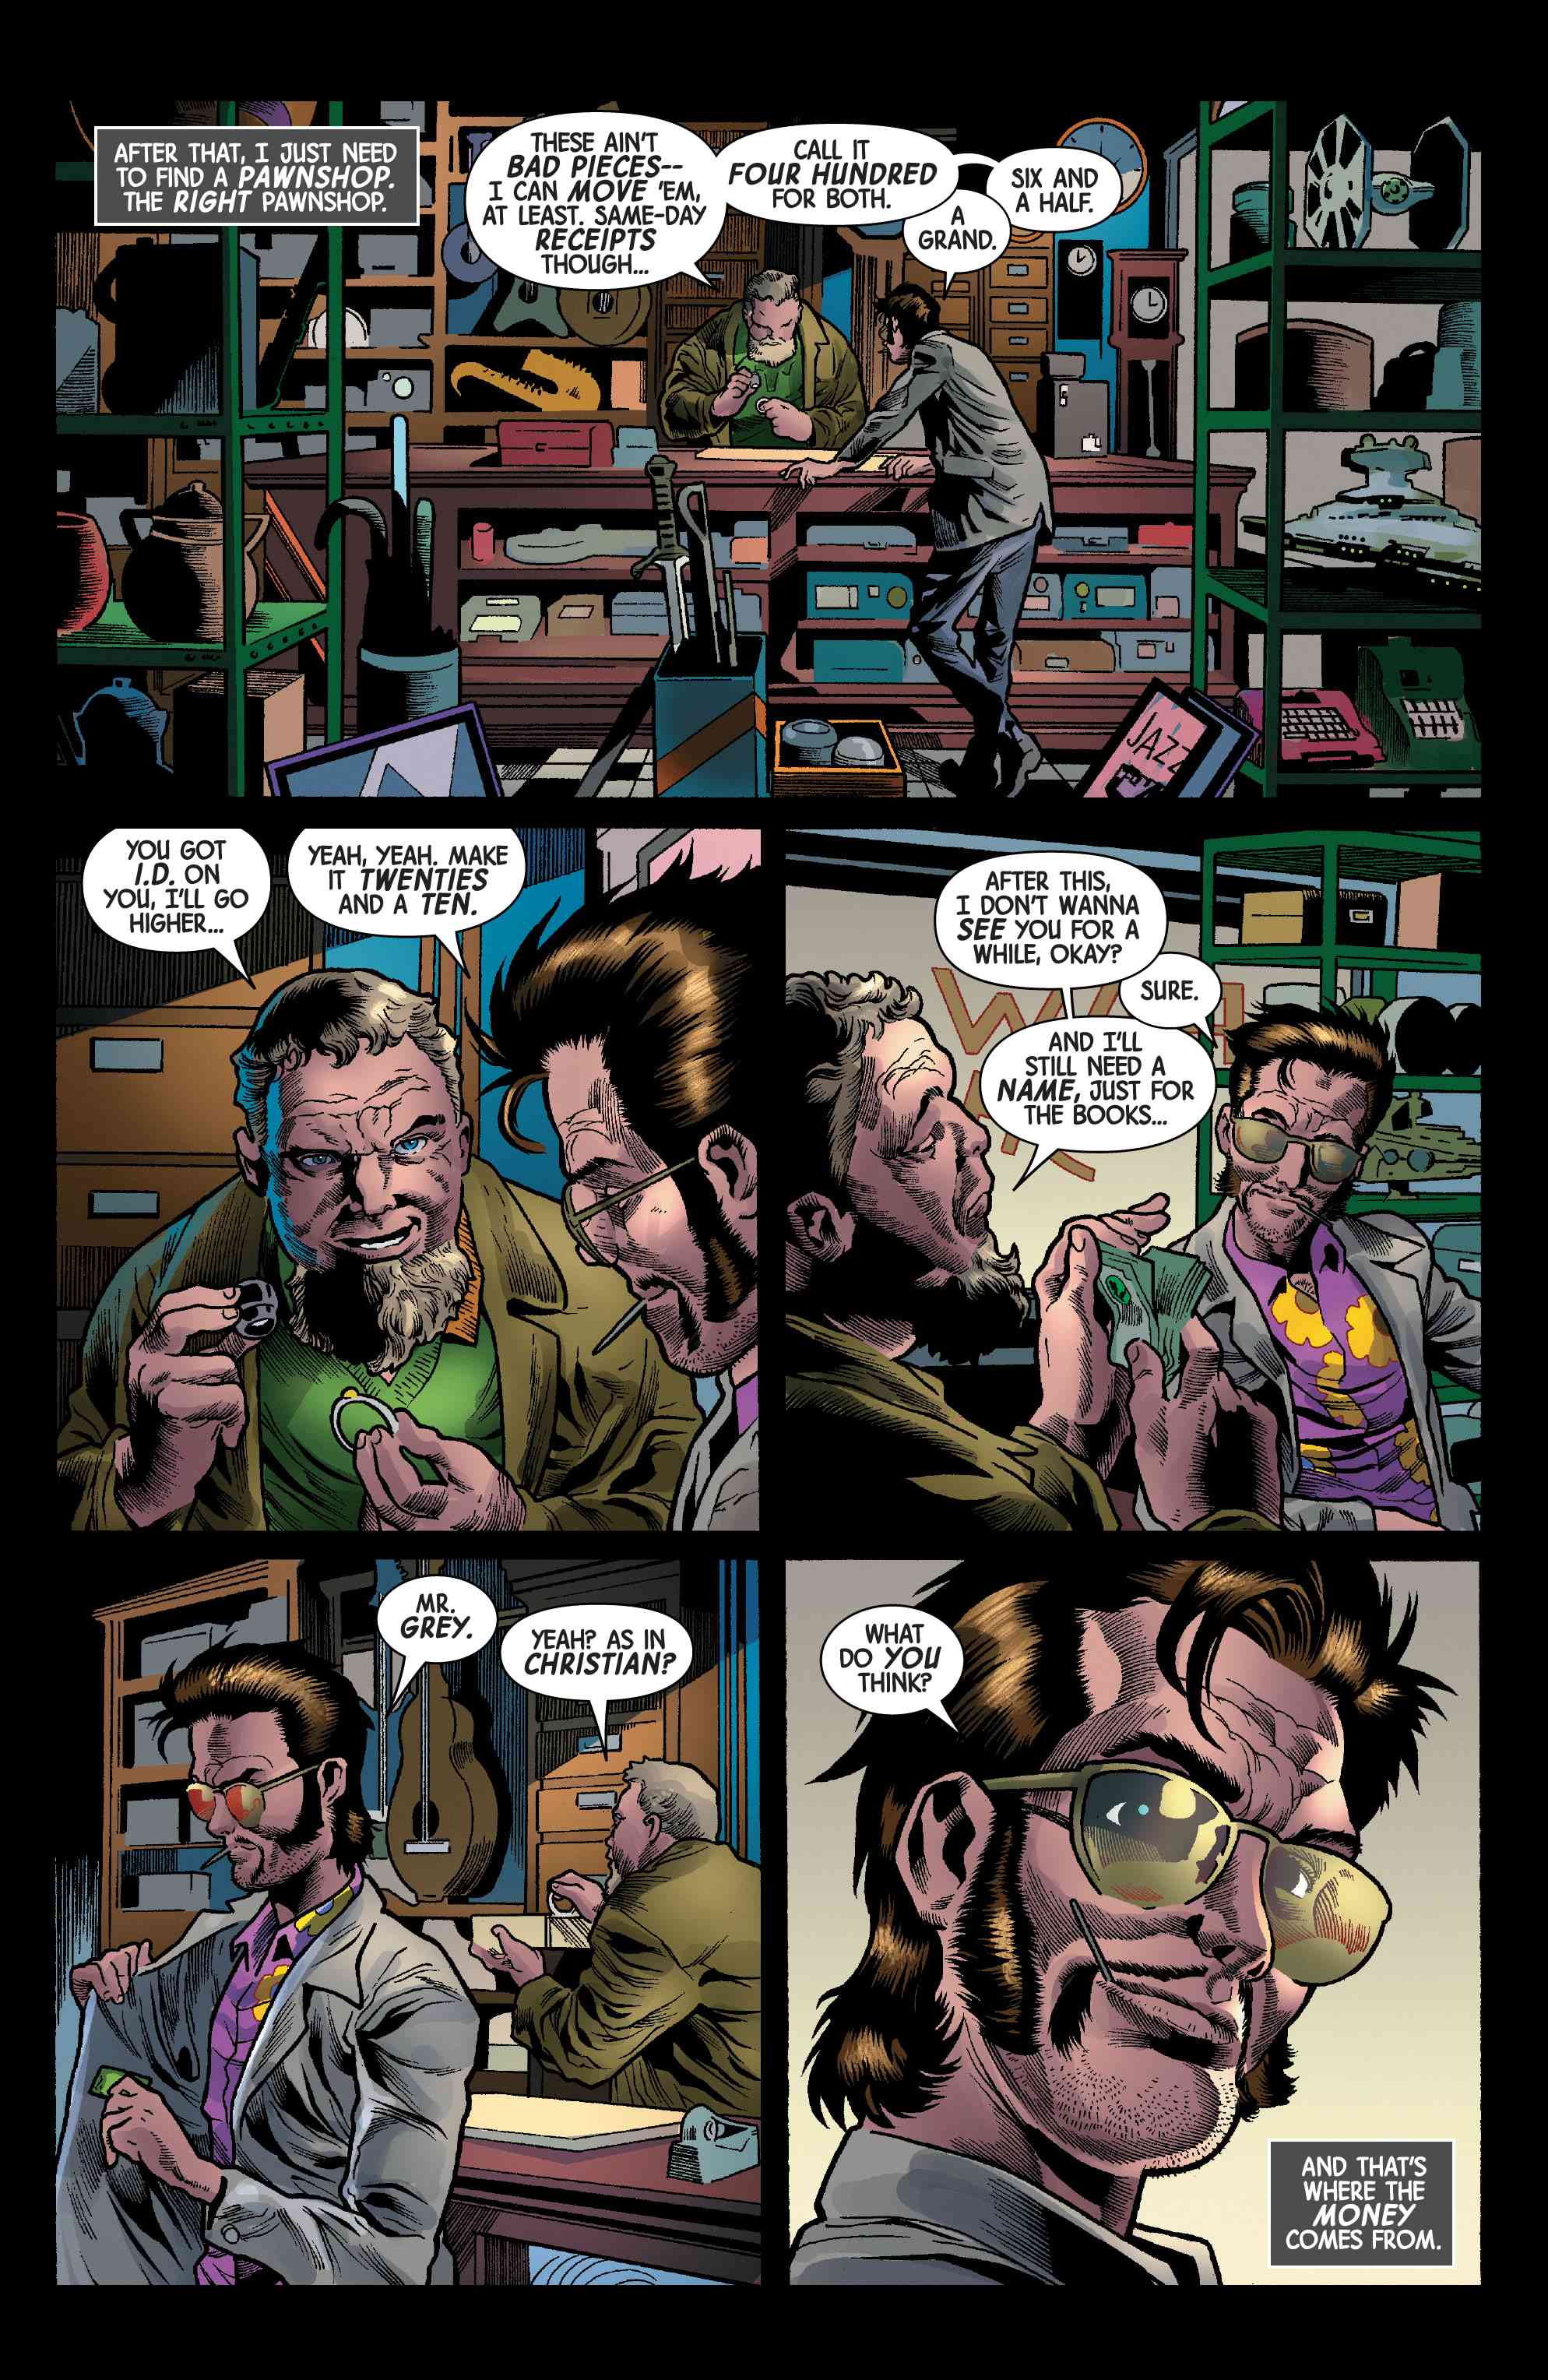 AFTER THAT, I JUST NEED
TO FIND A PAWNSHOP.
THE RIGHT PAWNSHOP.
THESE AIN'T
BAD PIECES--
I CAN MOVE 'EM,
AT LEAST. SAME-DAY
RECEIPTS
THOUGH...
CALL IT
FOUR HUNDRED
FOR BOTH.
A
GRAND.
SIX AND
A HALF.
JAZZ
YOU GOT
I.D. ON
YOU, I'LL GO
HIGHER...
YEAH, YEAH. MAKE
IT TWENTIES
AND A TEN.
AFTER THIS,
I DON'T WANNA
SEE YOU FOR A
WHILE, OKAY?
SURE.
AND I'LL
STILL NEED A
NAME, JUST FOR
THE BOOKS...
MR.
GREY.
YEAH? AS IN
CHRISTIAN?
WHAT
DO YOU
THINK?
AND THAT'S
WHERE THE
MONEY
COMES FROM.